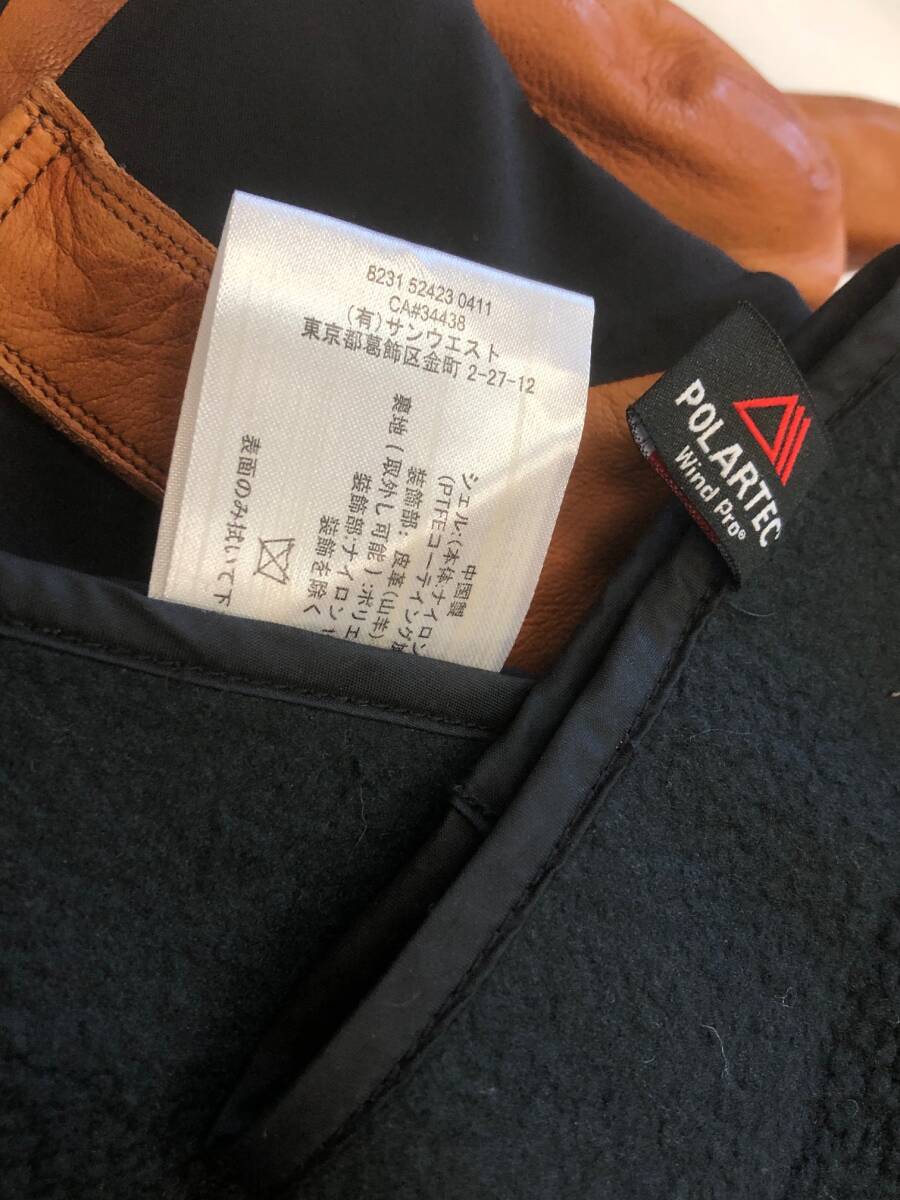 8231 52423 0411
CA#34438
(有)サンウエスト
東京都葛飾区金町 2-27-12
中国製
シェル:(本体:ナイロン
(PTFEコーティング
装飾部: 皮革(山羊)
裏地 (取外し可能) :ポリエ
装飾部:ナイロン 1
装飾を除く
表面のみ拭いて下
POLARTEC
Wind Pro®